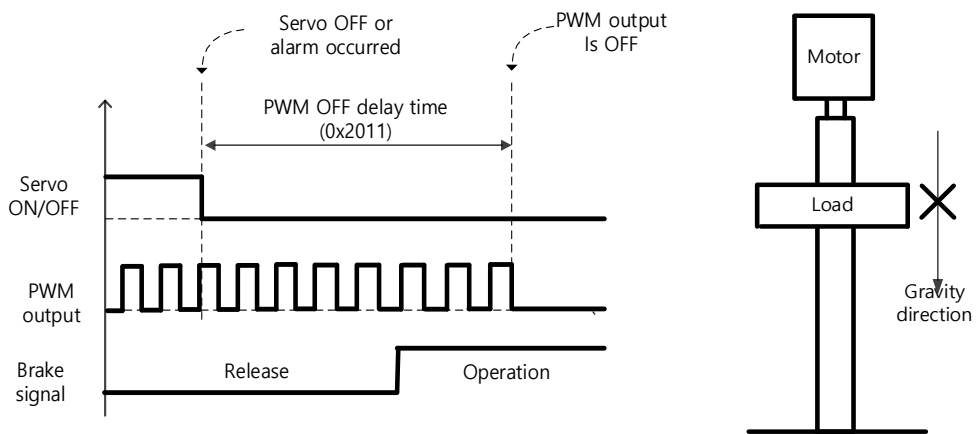 Servo OFF or
alarm occurred
PWM output
Is OFF
PWM OFF delay time
(0x2011)
Servo
ON/OFF
PWM
output
Brake
signal
Release
Operation
Motor
Load
Gravity
direction